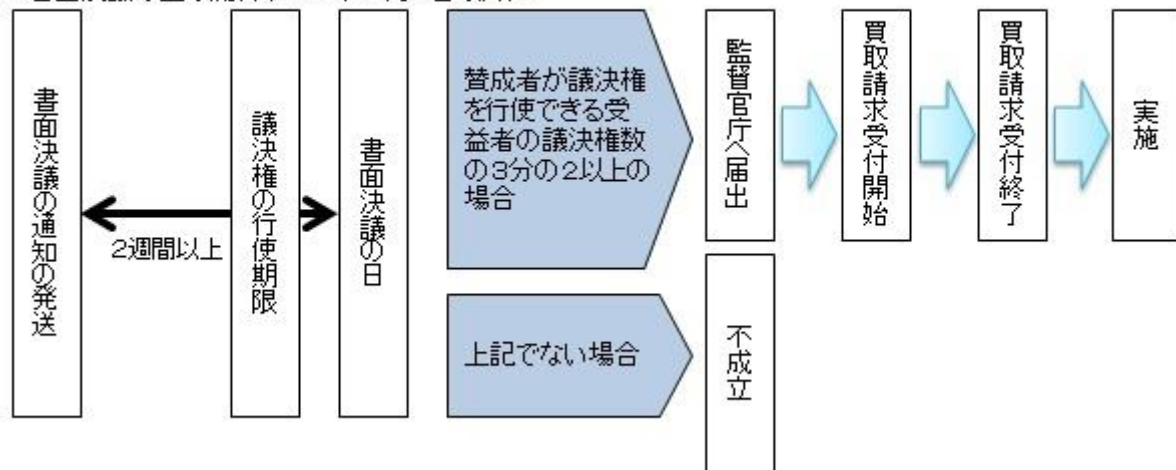 書面決議の通知の発送
2週間以上
議決権の行使期限
書面決議の日
賛成者が議決権
を行使できる受
益者の議決権数
の3分の2以上の
場合
上記でない場合
監督官庁へ届出
不成立
買取請求受付開始
買取請求受付終了
実施